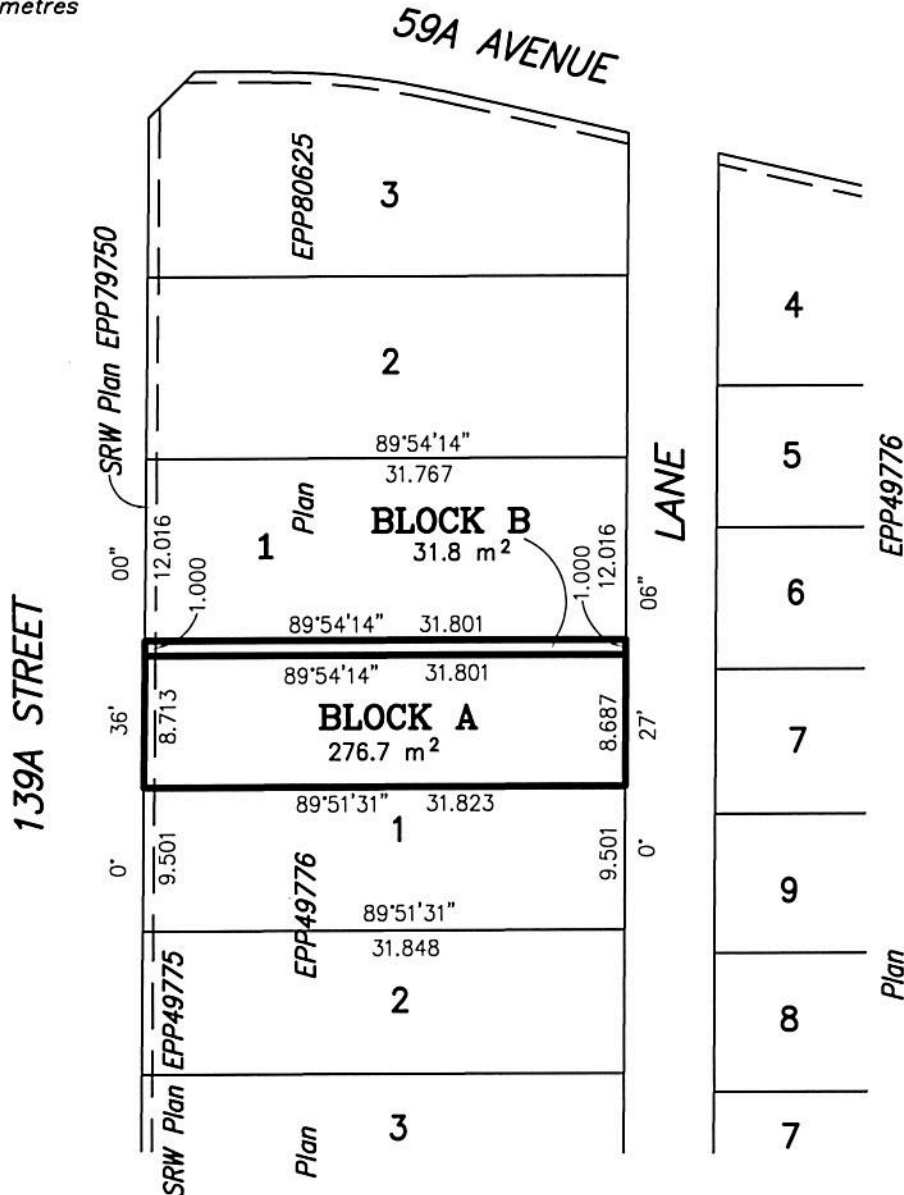 metres
59A AVENUE
EPP80625
3
SRW Plan EPP79750
4
2
89°54'14"
31.767
5
LANE
EPP49776
Plan
BLOCK B
31.8 m²
1
12.016
1.000
00"
1.000
12.016
06"
6
89°54'14" 31.801
89°54'14" 31.801
139A STREET
36'
8.713
BLOCK A
276.7 m²
8.687
27'
7
89°51'31" 31.823
1
0°
9.501
9.501
0°
9
EPP49776
89°51'31"
31.848
SRW Plan EPP49775
2
8
Plan
Plan
3
7